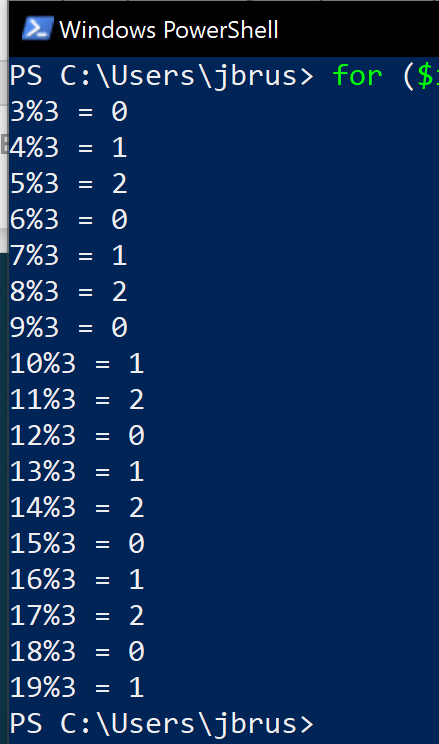 Windows PowerShell
PS C:\Users\jbrus> for ($
3%3 = 0
4%3 = 1
5%3 = 2
6%3 = 0
7%3 = 1
8%3 = 2
9%3 = 0
10%3 = 1
11%3 = 2
12%3 = 0
13%3 = 1
14%3 = 2
15%3 = 0
16%3 = 1
17%3 = 2
18%3 = 0
19%3 = 1
PS C:\Users\jbrus>